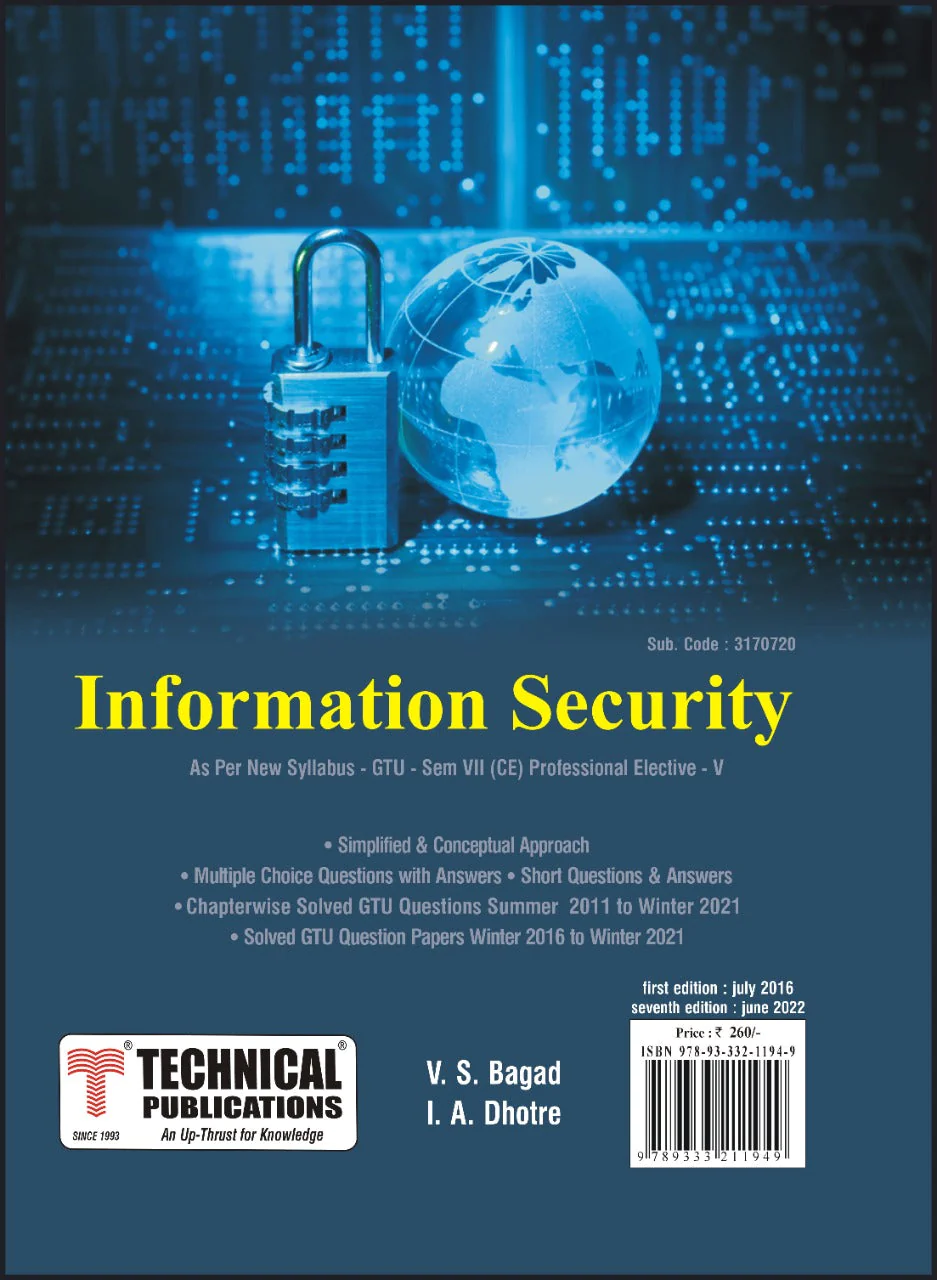 Sub. Code : 3170720
Information Security
As Per New Syllabus - GTU - Sem VII (CE) Professional Elective - V
• Simplified & Conceptual Approach
• Multiple Choice Questions with Answers • Short Questions & Answers
• Chapterwise Solved GTU Questions Summer 2011 to Winter 2021
• Solved GTU Question Papers Winter 2016 to Winter 2021
first edition : july 2016
seventh edition : june 2022
Price : ₹ 260/-
ISBN 978-93-332-1194-9
9 789333 211949
V. S. Bagad
I. A. Dhotre
® TECHNICAL ®
PUBLICATIONS
SINCE 1993 An Up-Thrust for Knowledge